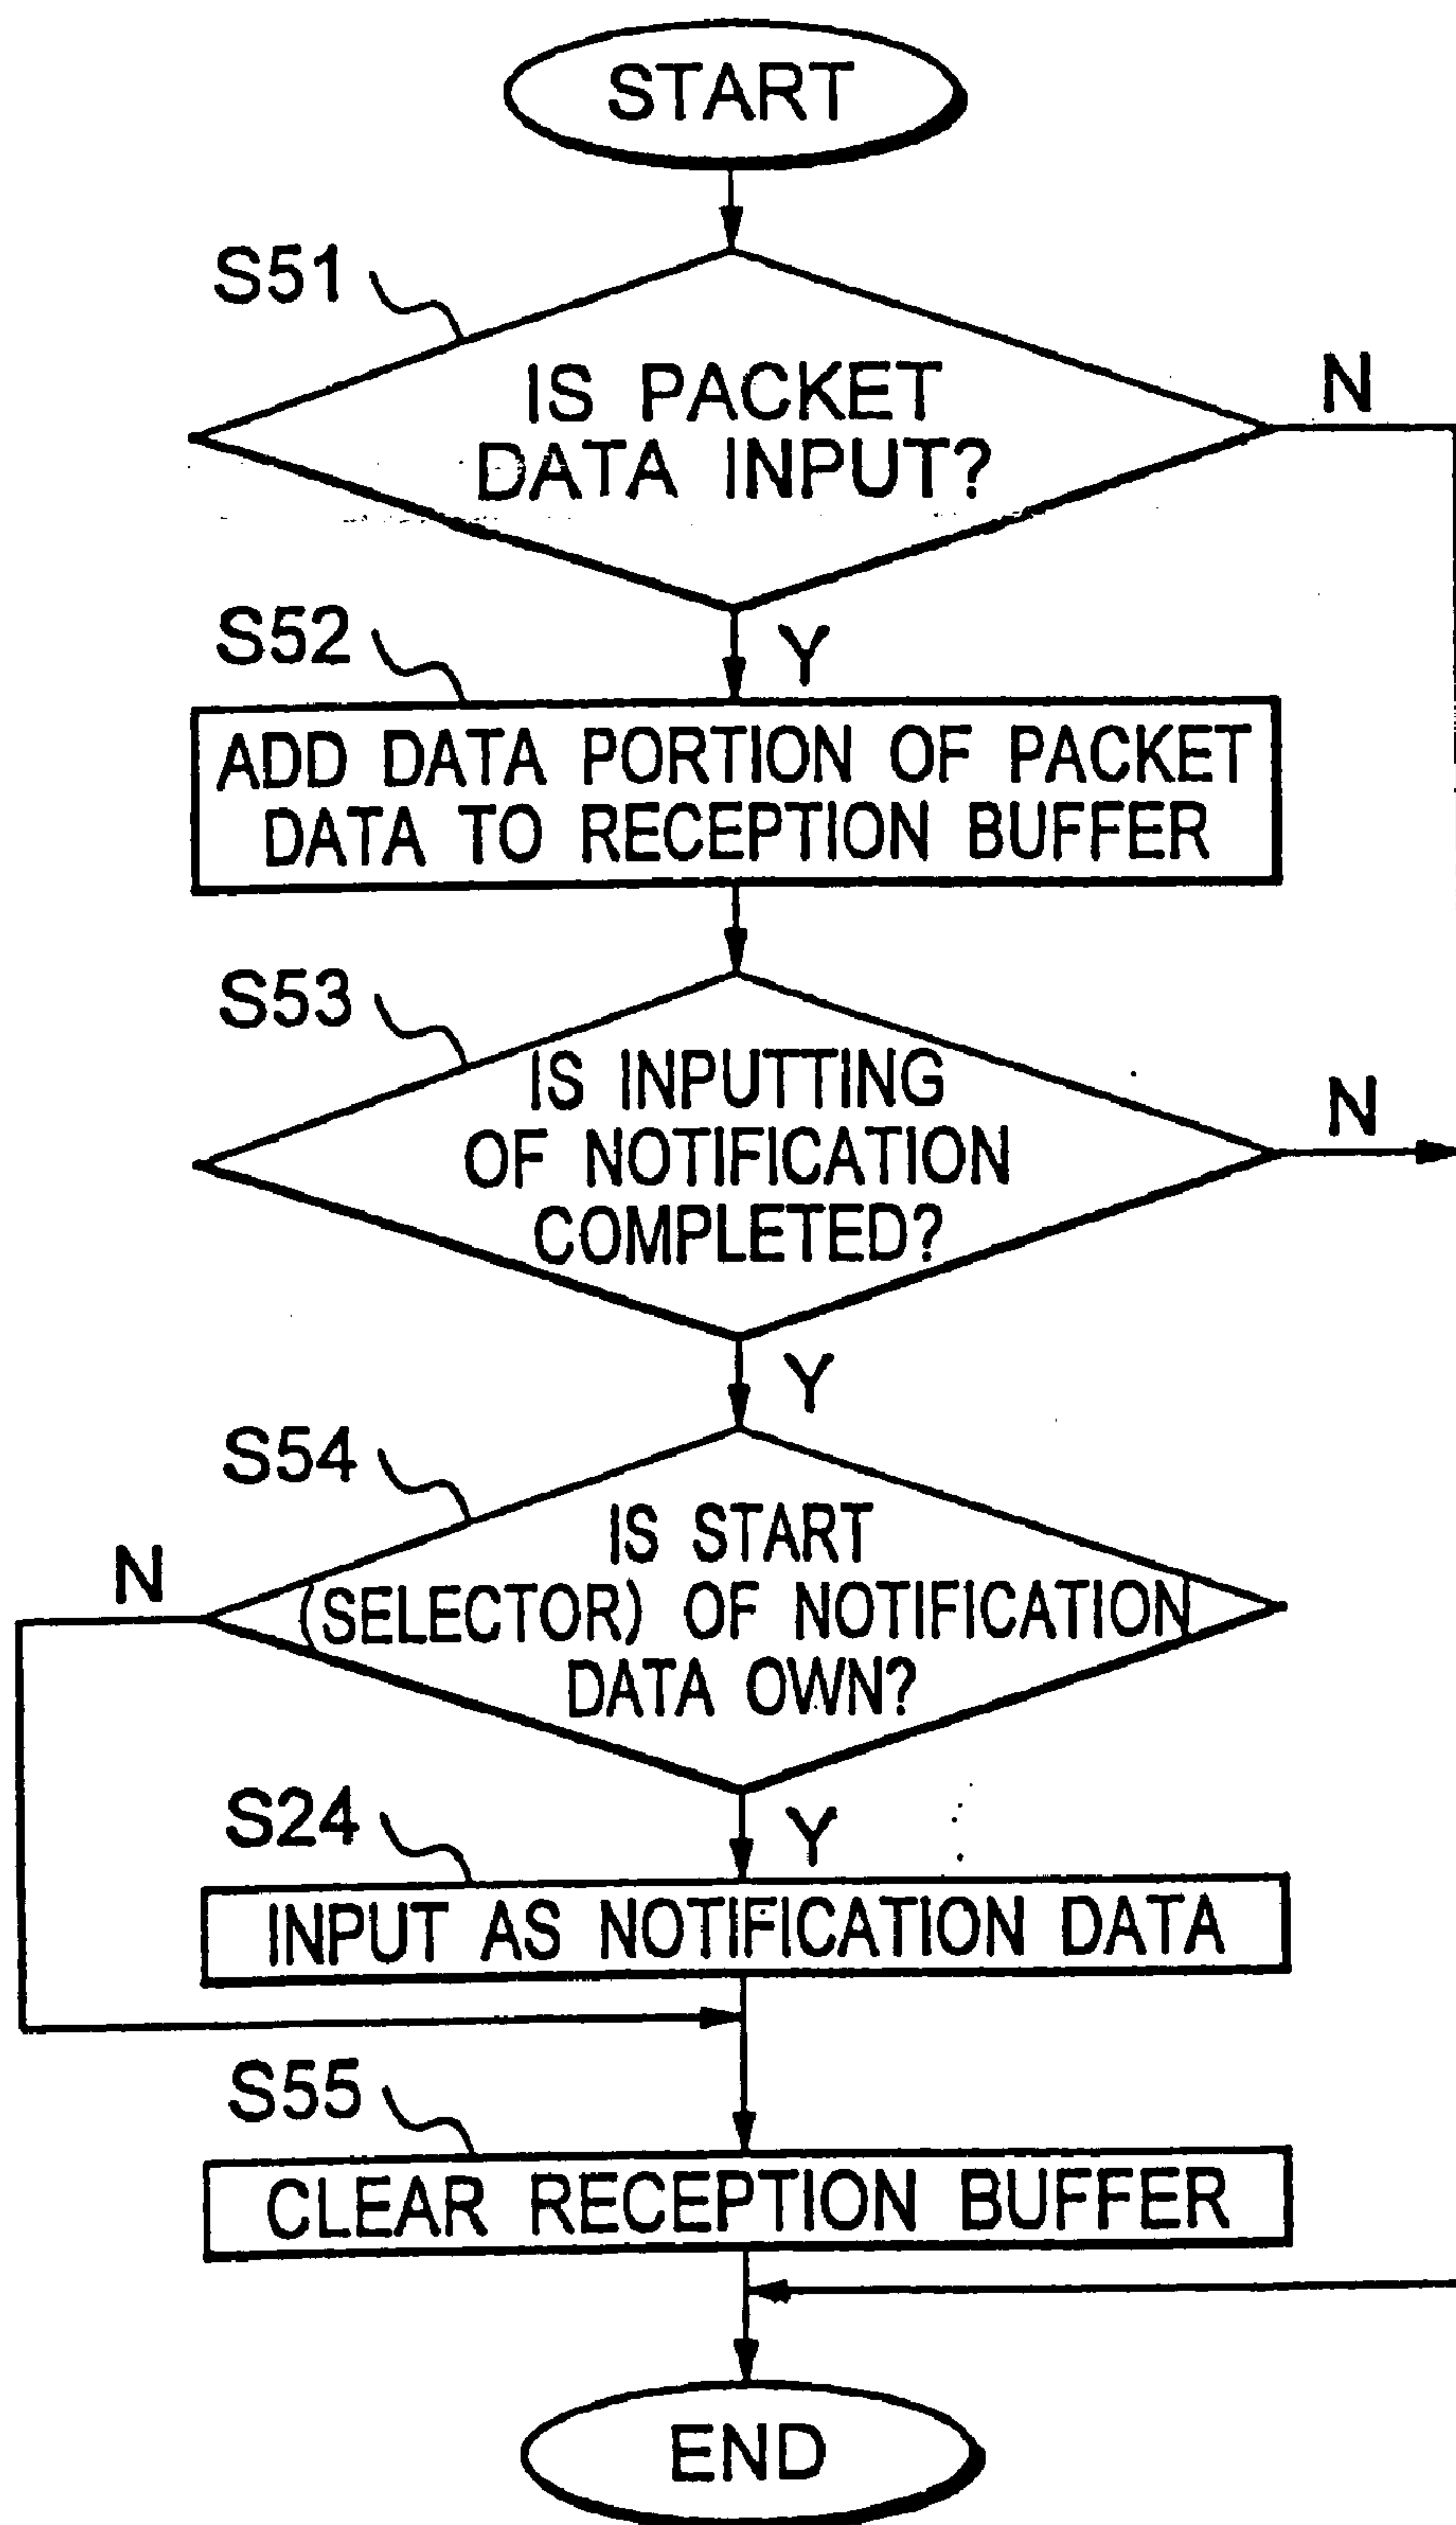 START
S51
IS PACKET
DATA INPUT?
N
S52
Y
ADD DATA PORTION OF PACKET
DATA TO RECEPTION BUFFER
S53
IS INPUTTING
OF NOTIFICATION
COMPLETED?
N
Y
S54
IS START
(SELECTOR) OF NOTIFICATION
DATA OWN?
N
S24
Y
INPUT AS NOTIFICATION DATA
S55
CLEAR RECEPTION BUFFER
END